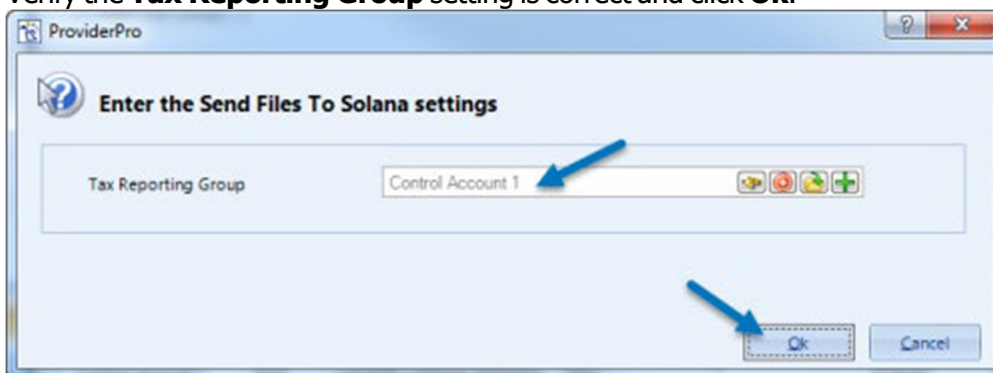 Verify the Tax Reporting Group setting is correct and click Ok.
ProviderPro
Enter the Send Files To Solana settings
Tax Reporting Group
Control Account 1
Ok
Cancel